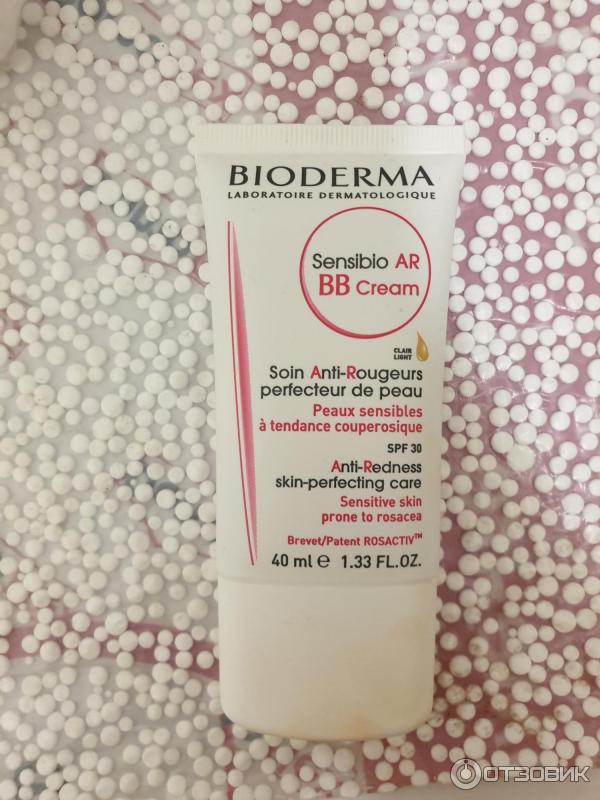 BIODERMA
LABORATOIRE DERMATOLOGIQUE
Sensibio AR
BB Cream
CLAIR
LIGHT
Soin Anti-Rougeurs
perfecteur de peau
Peaux sensibles
à tendance couperosique
SPF 30
Anti-Redness
skin-perfecting care
Sensitive skin
prone to rosacea
Brevet/Patent ROSACTIV™
40 ml e 1.33 FL.OZ.
ОТЗОВИК